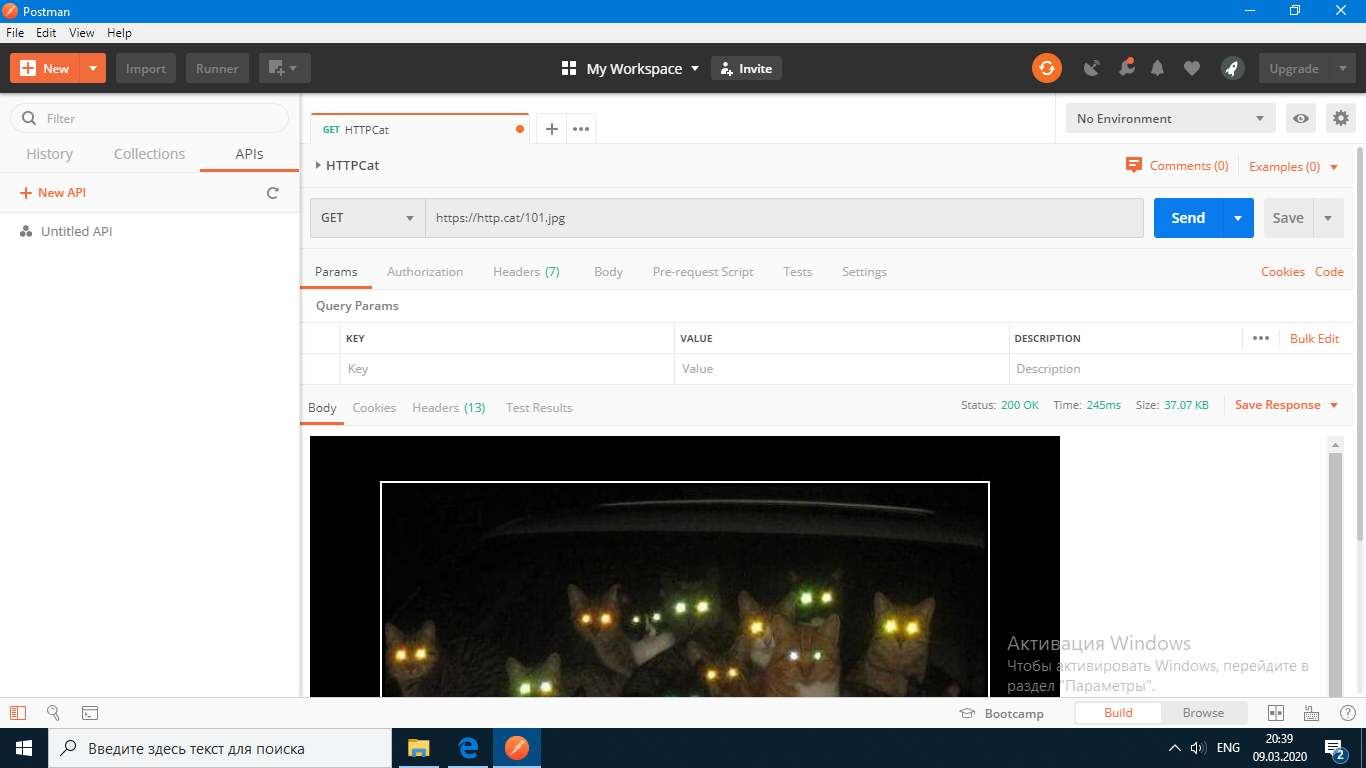 Postman
File Edit View Help
New Import Runner My Workspace Invite Upgrade
Filter
History Collections APIs
New API
Untitled API
GET HTTPCat
No Environment
HTTPCat
Comments (0) Examples (0)
GET https://http.cat/101.jpg Send Save
Params Authorization Headers (7) Body Pre-request Script Tests Settings Cookies Code
Query Params
KEY VALUE DESCRIPTION Bulk Edit
Key Value Description
Body Cookies Headers (13) Test Results Status: 200 OK Time: 245ms Size: 37.07 KB Save Response
Активация Windows
Чтобы активировать Windows, перейдите в
раздел "Параметры".
Bootcamp Build Browse
Введите здесь текст для поиска
ENG
20:39
09.03.2020
2